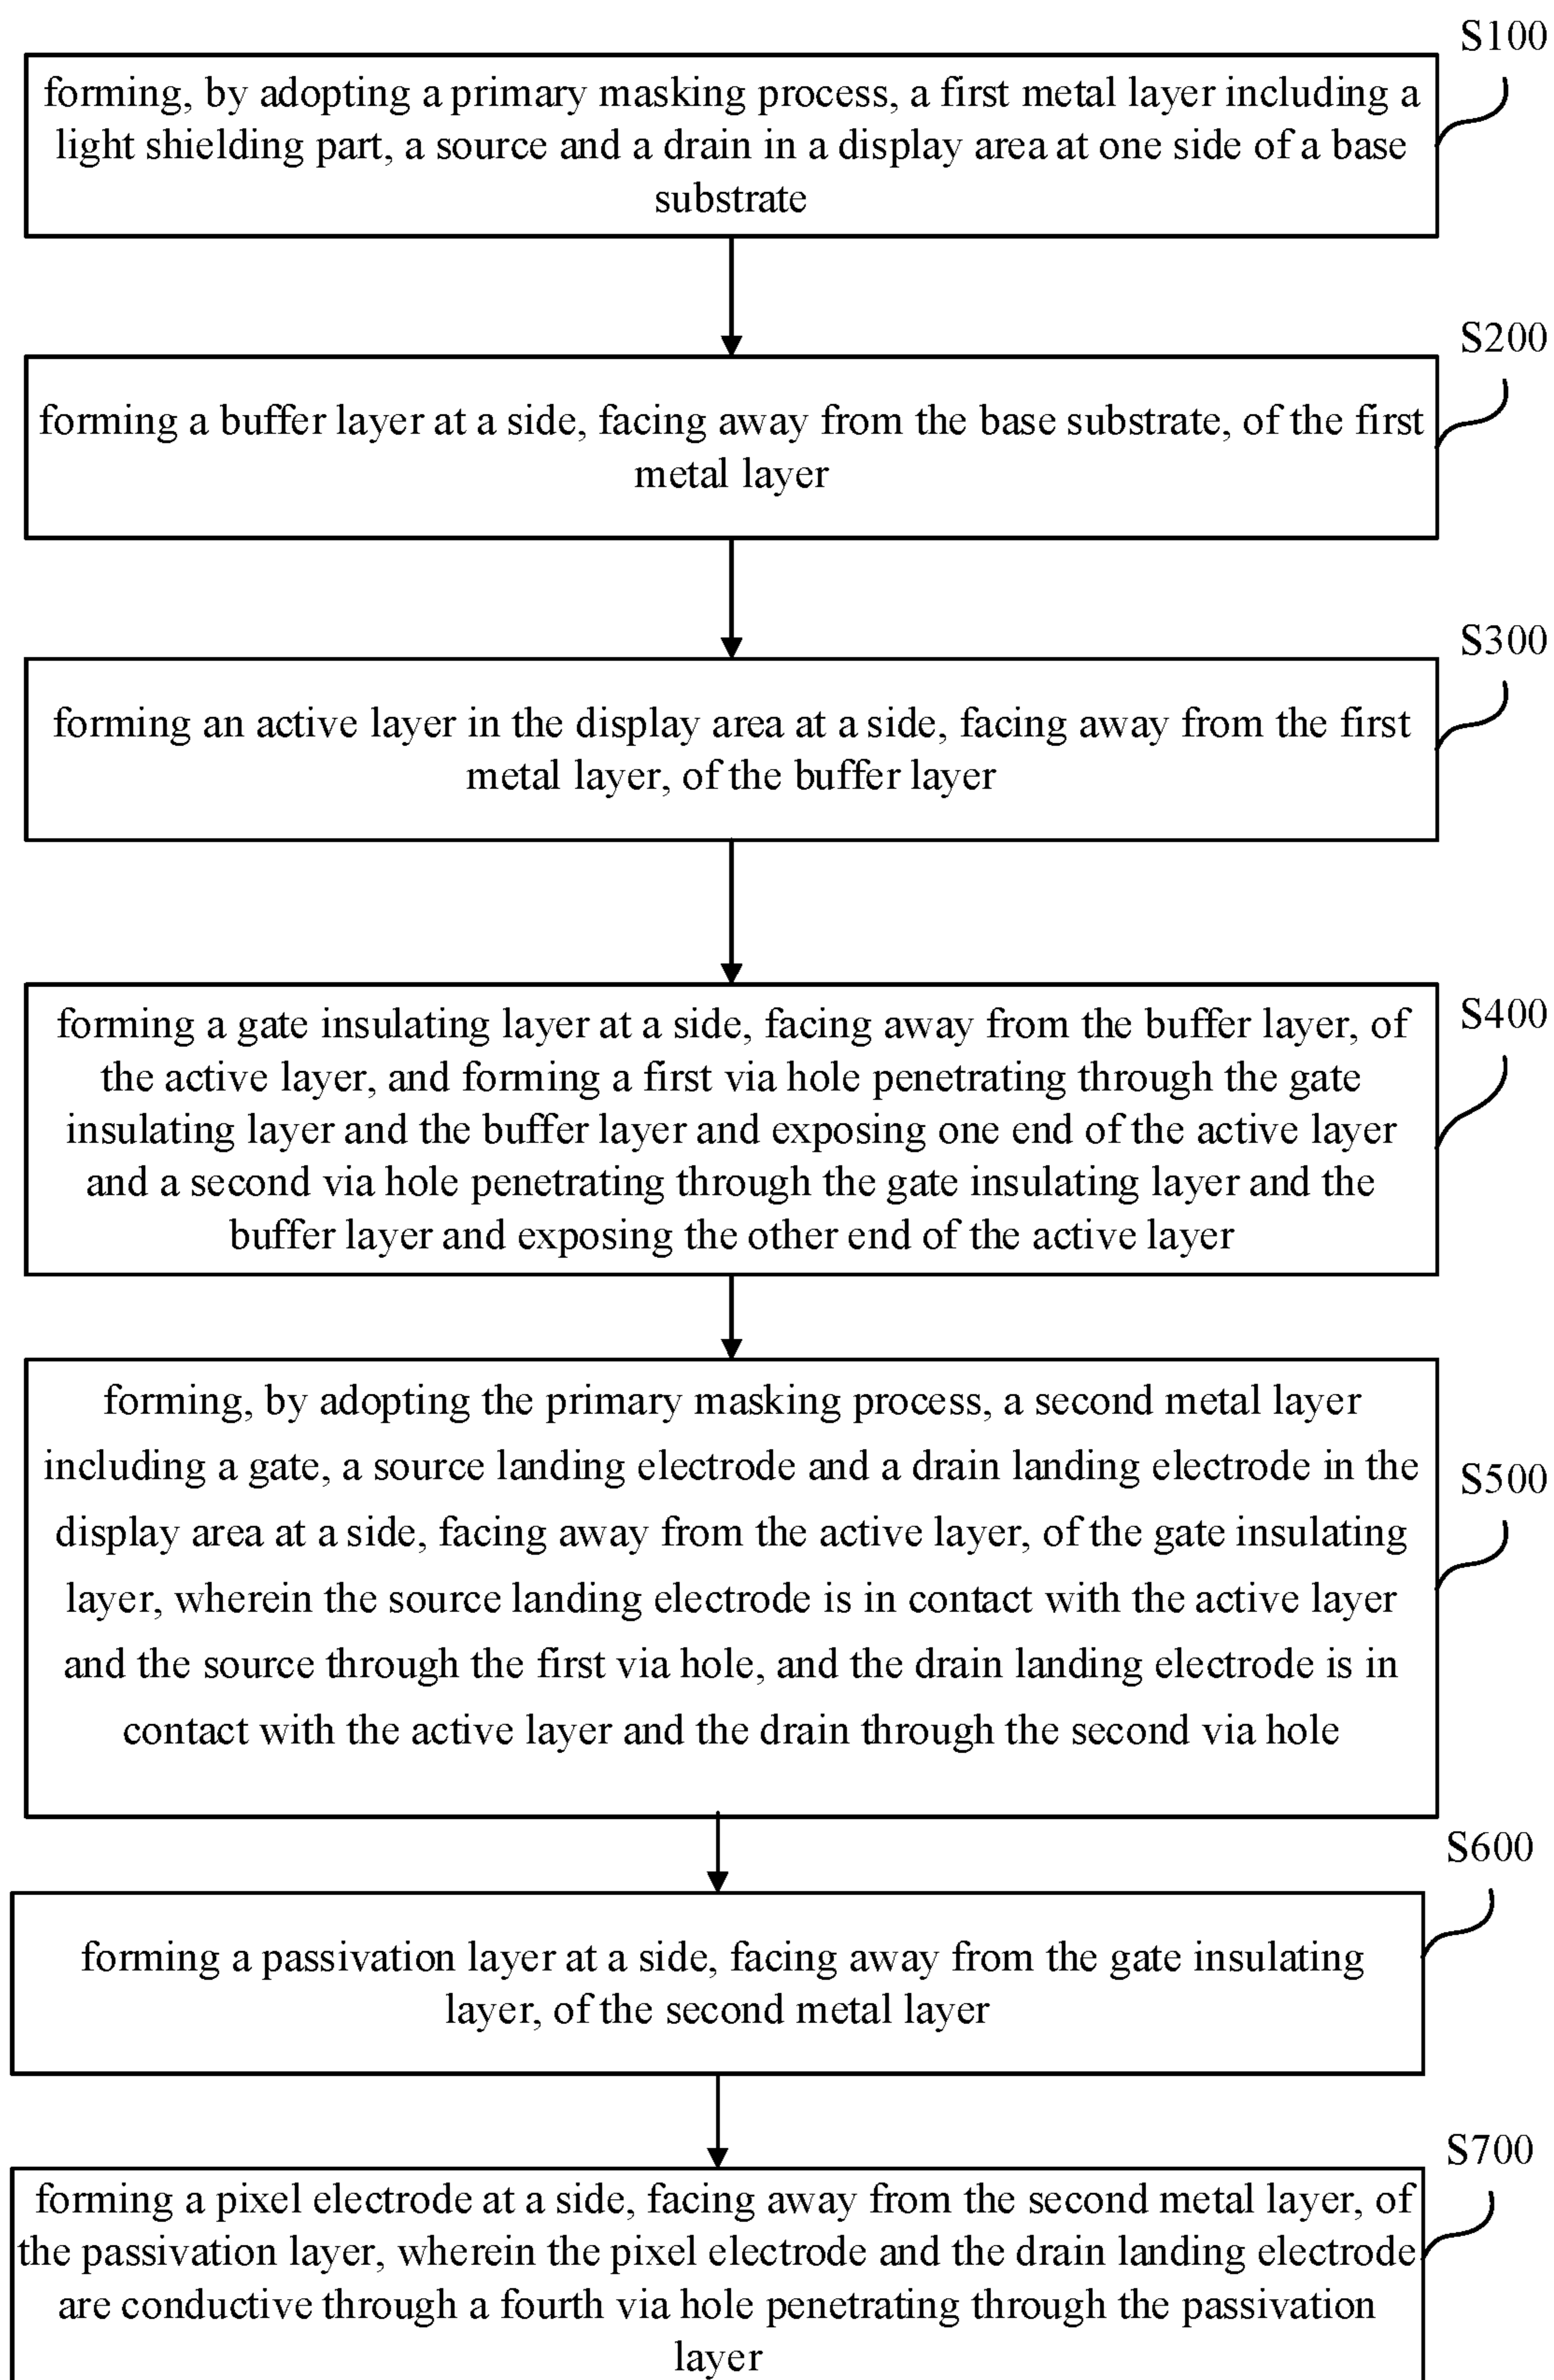 S100
forming, by adopting a primary masking process, a first metal layer including a
light shielding part, a source and a drain in a display area at one side of a base
substrate
S200
forming a buffer layer at a side, facing away from the base substrate, of the first
metal layer
S300
forming an active layer in the display area at a side, facing away from the first
metal layer, of the buffer layer
S400
forming a gate insulating layer at a side, facing away from the buffer layer, of
the active layer, and forming a first via hole penetrating through the gate
insulating layer and the buffer layer and exposing one end of the active layer
and a second via hole penetrating through the gate insulating layer and the
buffer layer and exposing the other end of the active layer
S500
forming, by adopting the primary masking process, a second metal layer
including a gate, a source landing electrode and a drain landing electrode in the
display area at a side, facing away from the active layer, of the gate insulating
layer, wherein the source landing electrode is in contact with the active layer
and the source through the first via hole, and the drain landing electrode is in
contact with the active layer and the drain through the second via hole
S600
forming a passivation layer at a side, facing away from the gate insulating
layer, of the second metal layer
S700
forming a pixel electrode at a side, facing away from the second metal layer, of
the passivation layer, wherein the pixel electrode and the drain landing electrode
are conductive through a fourth via hole penetrating through the passivation
layer